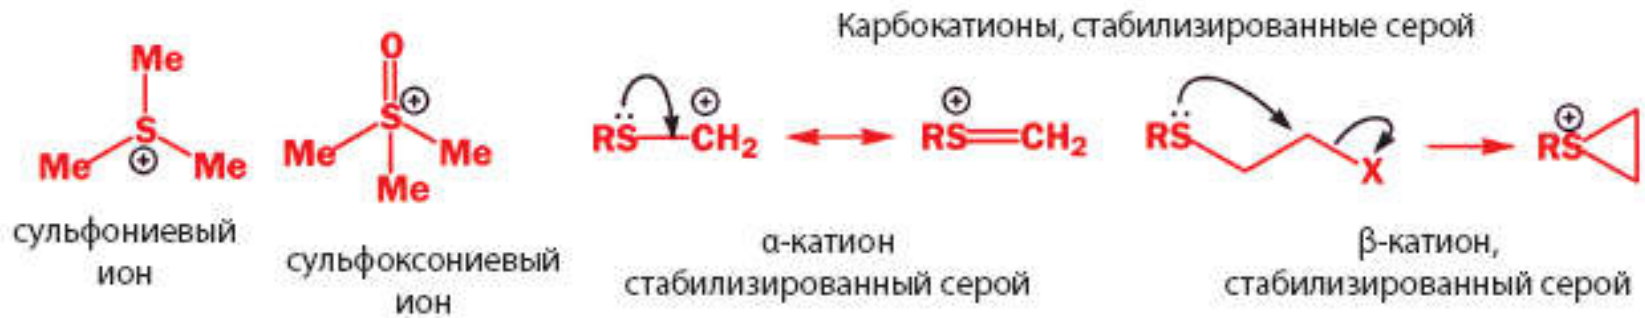 Карбокатионы, стабилизированные серой
Me
S
⊕
Me
Me
сульфониевый
ион
O
S⊕
Me
Me
Me
сульфоксониевый
ион
RS̈—CH₂ ⊕
⊕ RS=CH₂
α-катион
стабилизированный серой
RS̈
X
⊕
RS
β-катион,
стабилизированный серой